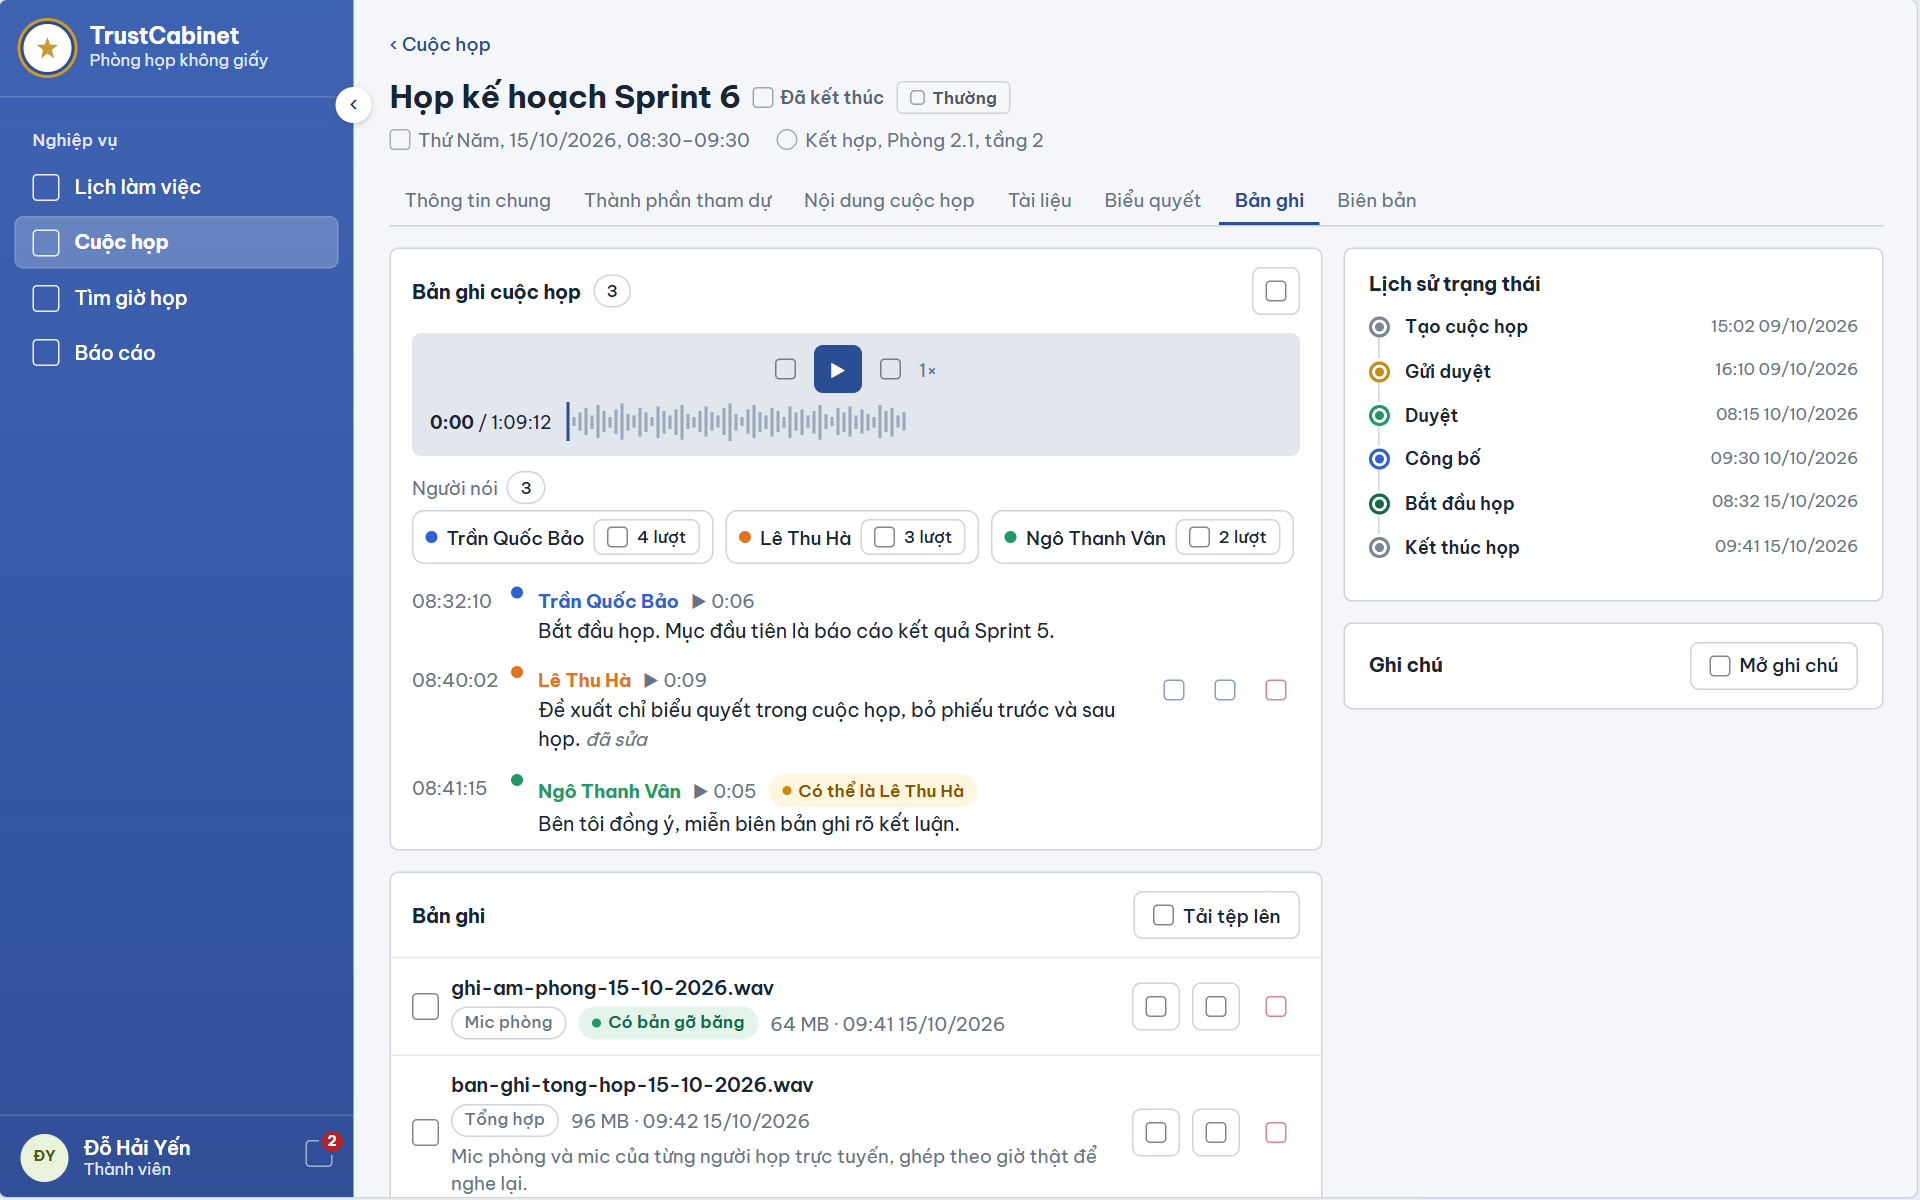 TrustCabinet
Phòng họp không giấy
Nghiệp vụ
Lịch làm việc
Cuộc họp
Tìm giờ họp
Báo cáo
ĐY
Đỗ Hải Yến
Thành viên
2
‹ Cuộc họp
Họp kế hoạch Sprint 6
Đã kết thúc
Thường
Thứ Năm, 15/10/2026, 08:30–09:30
Kết hợp, Phòng 2.1, tầng 2
Thông tin chung
Thành phần tham dự
Nội dung cuộc họp
Tài liệu
Biểu quyết
Bản ghi
Biên bản
Bản ghi cuộc họp 3
1×
0:00 / 1:09:12
Người nói 3
Trần Quốc Bảo 4 lượt
Lê Thu Hà 3 lượt
Ngô Thanh Vân 2 lượt
08:32:10 Trần Quốc Bảo ▶ 0:06
Bắt đầu họp. Mục đầu tiên là báo cáo kết quả Sprint 5.
08:40:02 Lê Thu Hà ▶ 0:09
Đề xuất chỉ biểu quyết trong cuộc họp, bỏ phiếu trước và sau
họp. đã sửa
08:41:15 Ngô Thanh Vân ▶ 0:05 Có thể là Lê Thu Hà
Bên tôi đồng ý, miễn biên bản ghi rõ kết luận.
Bản ghi
Tải tệp lên
ghi-am-phong-15-10-2026.wav
Mic phòng Có bản gỡ băng 64 MB · 09:41 15/10/2026
ban-ghi-tong-hop-15-10-2026.wav
Tổng hợp 96 MB · 09:42 15/10/2026
Mic phòng và mic của từng người họp trực tuyến, ghép theo giờ thật để
nghe lại.
Lịch sử trạng thái
Tạo cuộc họp 15:02 09/10/2026
Gửi duyệt 16:10 09/10/2026
Duyệt 08:15 10/10/2026
Công bố 09:30 10/10/2026
Bắt đầu họp 08:32 15/10/2026
Kết thúc họp 09:41 15/10/2026
Ghi chú
Mở ghi chú